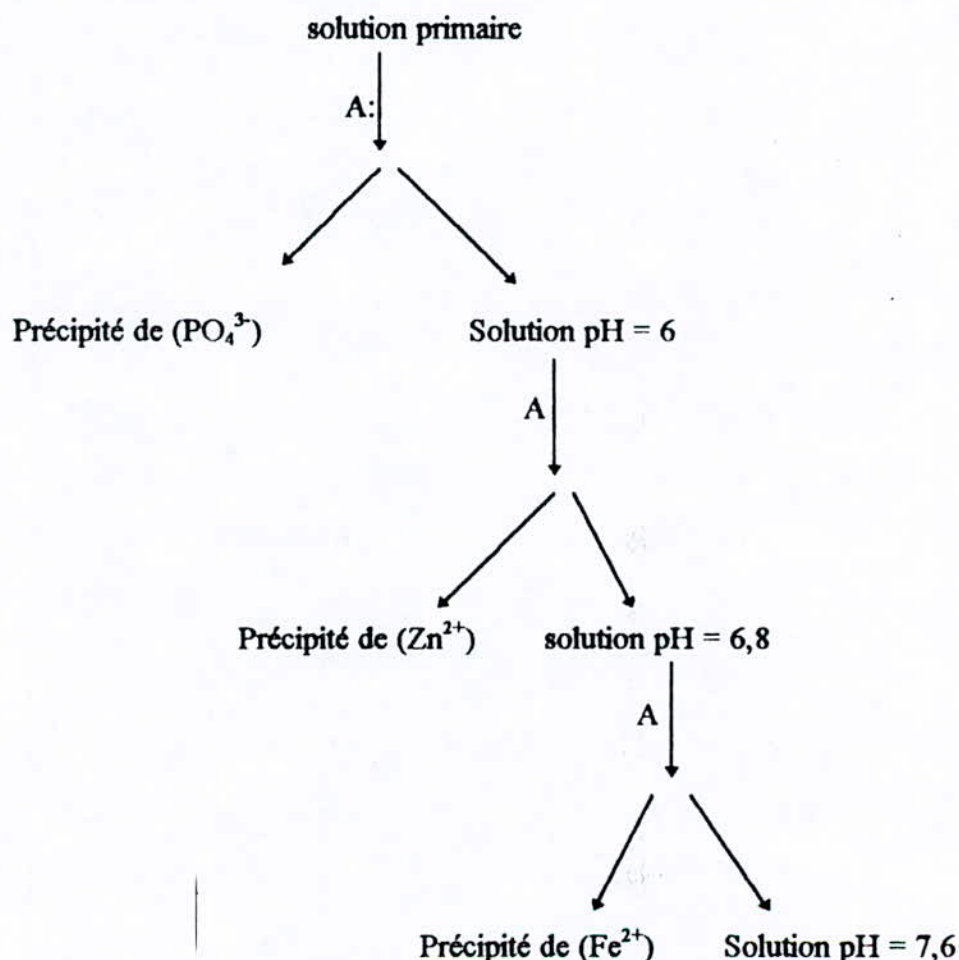 solution primaire
A:
Précipité de (PO₄³⁻)
Solution pH = 6
A
Précipité de (Zn²⁺)
solution pH = 6,8
A
Précipité de (Fe²⁺)
Solution pH = 7,6